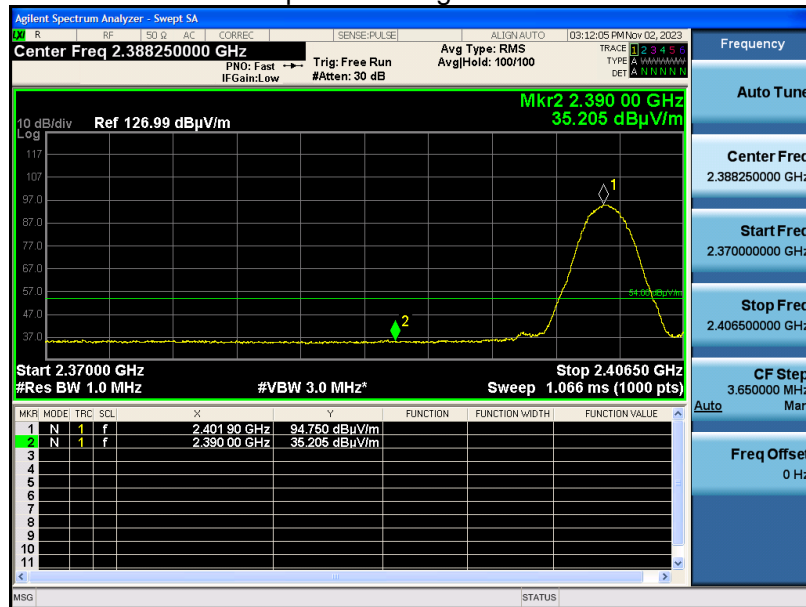 Agilent Spectrum Analyzer - Swept SA
LXI R RF 50 Ω AC CORREC SENSE:PULSE ALIGN AUTO 03:12:05 PM Nov 02, 2023
Center Freq 2.388250000 GHz
PNO: Fast
IFGain:Low
Trig: Free Run
#Atten: 30 dB
Avg Type: RMS
Avg|Hold: 100/100
TRACE 1 2 3 4 5 6
TYPE A WWWWW
DET A N N N N N
Mkr2 2.390 00 GHz
35.205 dBµV/m
10 dB/div Ref 126.99 dBµV/m
Log
117
107
97.0
87.0
77.0
67.0
57.0
47.0
37.0
1
2
54.00 dBµV/m
Start 2.37000 GHz Stop 2.40650 GHz
#Res BW 1.0 MHz #VBW 3.0 MHz* Sweep 1.066 ms (1000 pts)
MKR MODE TRC SCL X Y FUNCTION FUNCTION WIDTH FUNCTION VALUE
1 N 1 f 2.401 90 GHz 94.750 dBµV/m
2 N 1 f 2.390 00 GHz 35.205 dBµV/m
3
4
5
6
7
8
9
10
11
MSG STATUS
Frequency
Auto Tune
Center Freq
2.388250000 GHz
Start Freq
2.370000000 GHz
Stop Freq
2.406500000 GHz
CF Step
3.650000 MHz
Auto Man
Freq Offset
0 Hz